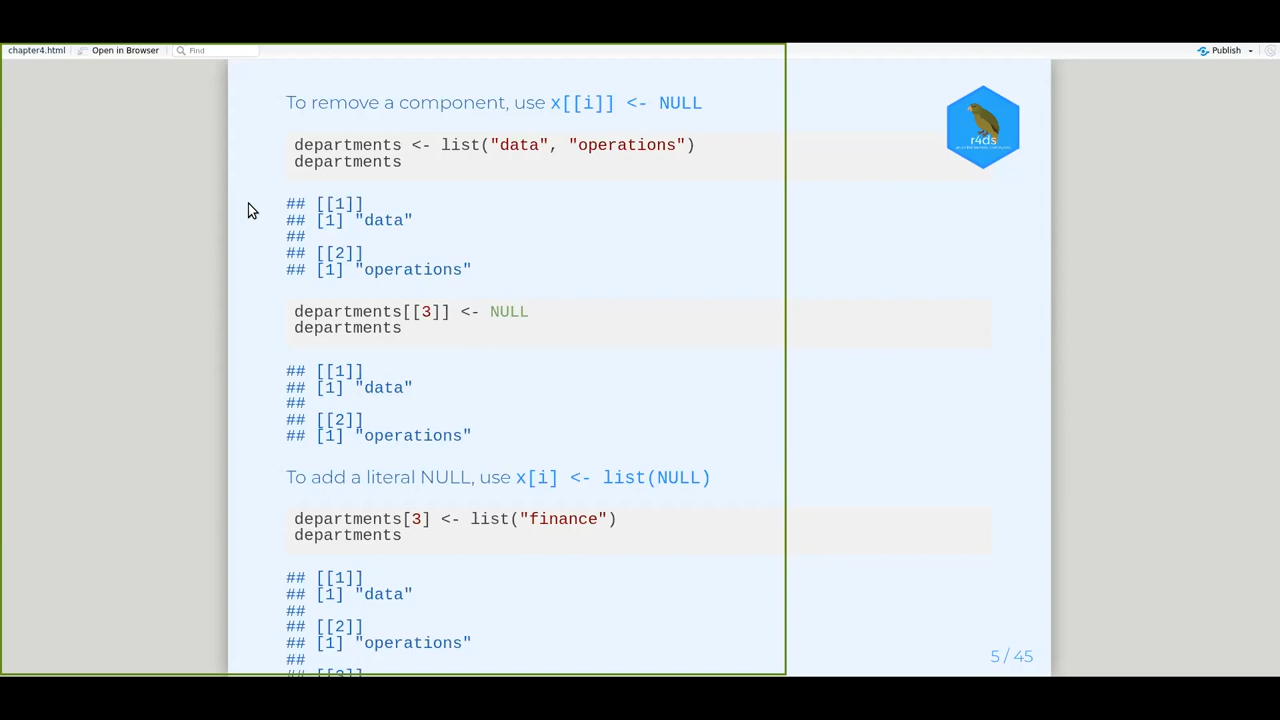 chapter4.html Open in Browser Find Publish
To remove a component, use x[[i]] <- NULL
r4ds
departments <- list("data", "operations")
departments
## [[1]]
## [1] "data"
##
## [[2]]
## [1] "operations"
departments[[3]] <- NULL
departments
## [[1]]
## [1] "data"
##
## [[2]]
## [1] "operations"
To add a literal NULL, use x[i] <- list(NULL)
departments[3] <- list("finance")
departments
## [[1]]
## [1] "data"
##
## [[2]]
## [1] "operations"
##
## [[3]]
5 / 45